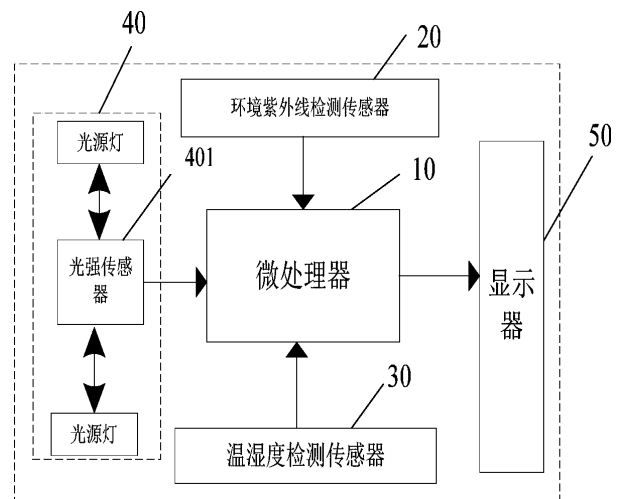 40
20
环境紫外线检测传感器
50
光源灯
401
10
光强传感
器
微处理器
显示
器
30
光源灯
温湿度检测传感器